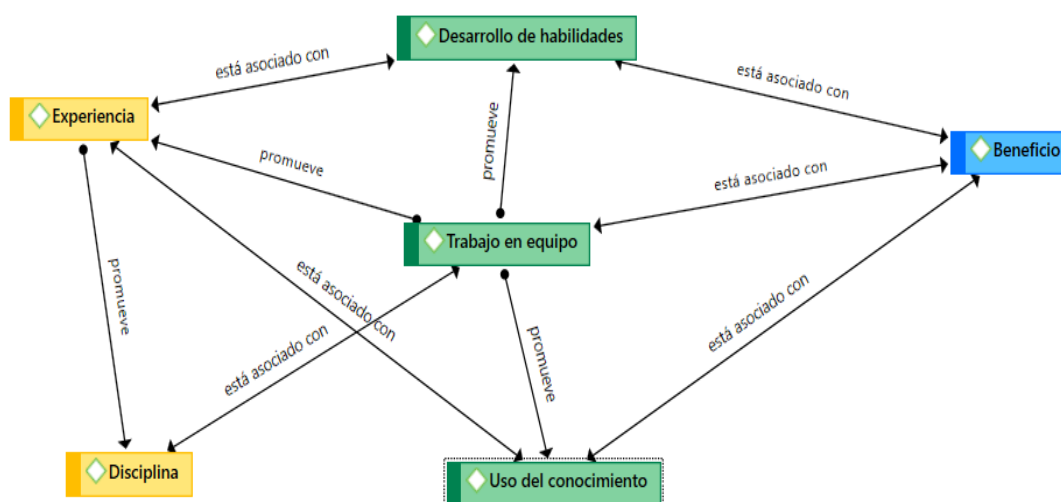 Desarrollo de habilidades
está asociado con
está asociado con
Experiencia
promueve
promueve
Beneficio
está asociado con
Trabajo en equipo
promueve
está asociado con
está asociado con
promueve
está asociado con
Disciplina
Uso del conocimiento